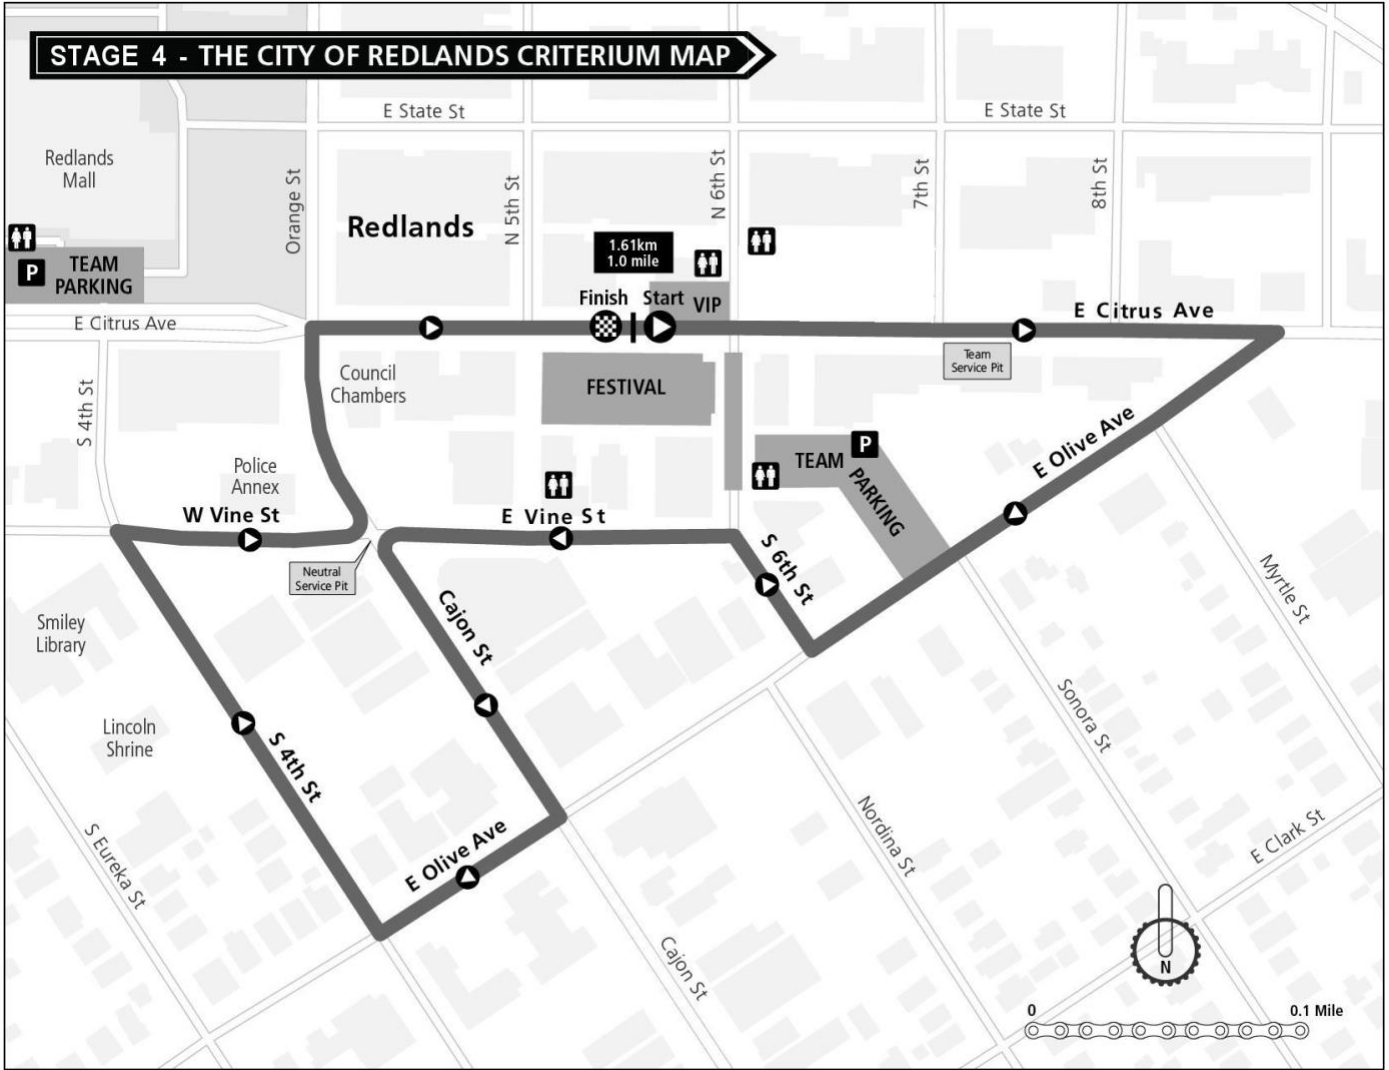 STAGE 4 - THE CITY OF REDLANDS CRITERIUM MAP
E State St
E State St
Redlands
Mall
Orange St
N 5th St
N 6th St
7th St
8th St
Redlands
1.61km
1.0 mile
P
TEAM
PARKING
Finish
Start
VIP
E Citrus Ave
E Citrus Ave
Team
Service Pit
S 4th St
Council
Chambers
FESTIVAL
E Olive Ave
P
TEAM
PARKING
Police
Annex
W Vine St
E Vine St
S 6th St
Neutral
Service Pit
Myrtle St
Smiley
Library
Cajon St
Sonora St
Lincoln
Shrine
S 4th St
S Eureka St
E Olive Ave
Nordina St
E Clark St
Cajon St
N
0
0.1 Mile